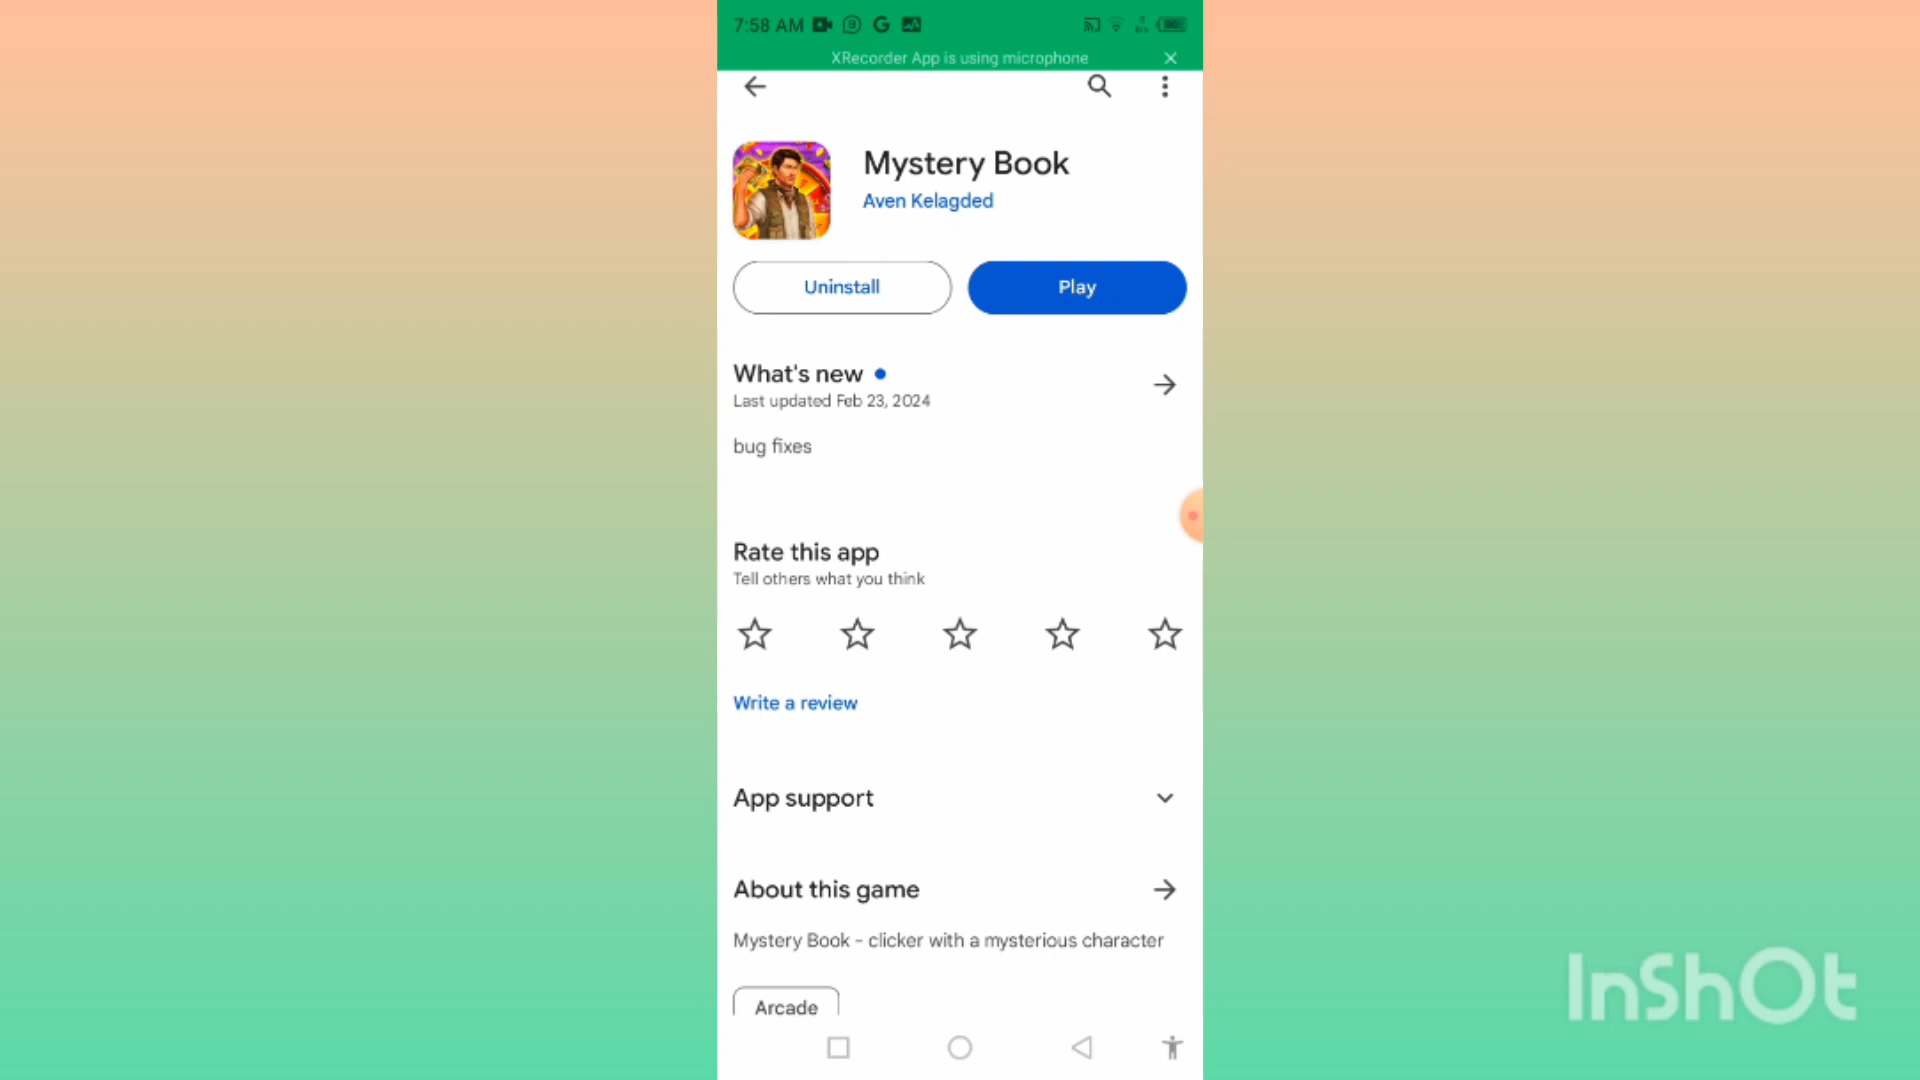 7:58 AM
XRecorder App is using microphone
Mystery Book
Aven Kelagded
Uninstall
Play
What's new
Last updated Feb 23, 2024
bug fixes
Rate this app
Tell others what you think
Write a review
App support
About this game
Mystery Book - clicker with a mysterious character
Arcade
InShOt